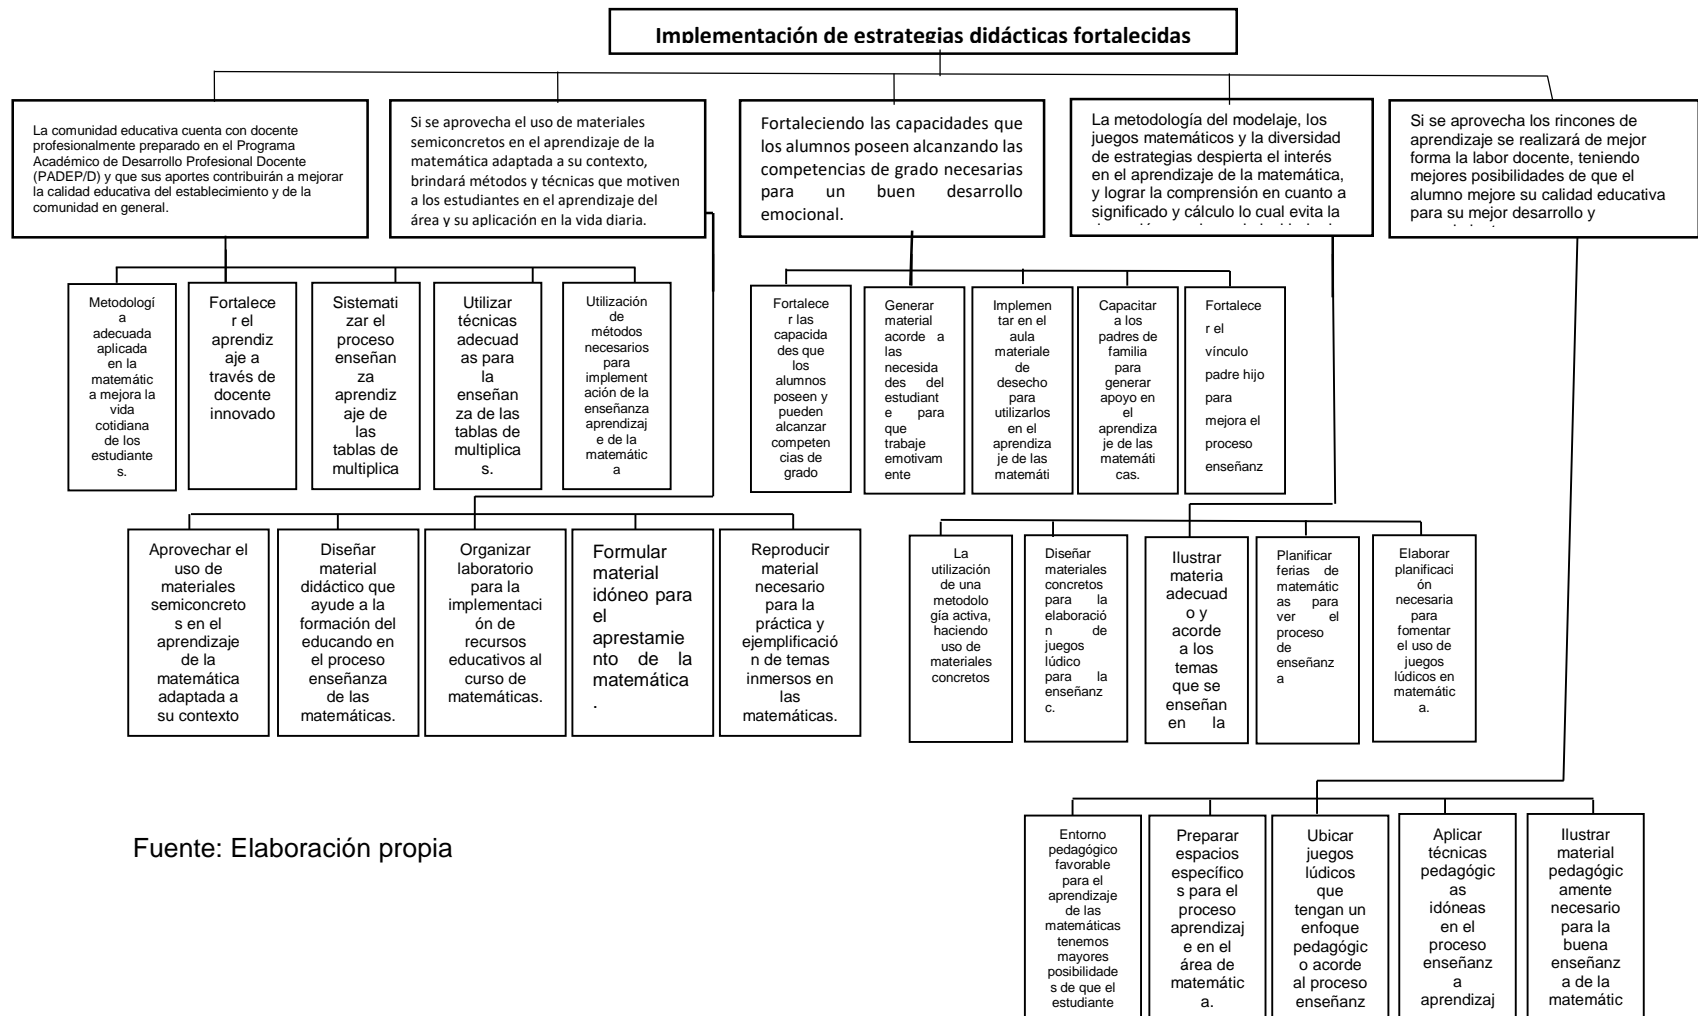 Implementación de estrategias didácticas fortalecidas
La comunidad educativa cuenta con docente
profesionalmente preparado en el Programa
Académico de Desarrollo Profesional Docente
(PADEP/D) y que sus aportes contribuirán a mejorar
la calidad educativa del establecimiento y de la
comunidad en general.
Si se aprovecha el uso de materiales
semiconcretos en el aprendizaje de la
matemática adaptada a su contexto,
brindará métodos y técnicas que motiven
a los estudiantes en el aprendizaje del
área y su aplicación en la vida diaria.
Fortaleciendo las capacidades que
los alumnos poseen alcanzando las
competencias de grado necesarias
para un buen desarrollo
emocional.
La metodología del modelaje, los
juegos matemáticos y la diversidad
de estrategias despierta el interés
en el aprendizaje de la matemática,
y lograr la comprensión en cuanto a
significado y cálculo lo cual evita la
Si se aprovecha los rincones de
aprendizaje se realizará de mejor
forma la labor docente, teniendo
mejores posibilidades de que el
alumno mejore su calidad educativa
para su mejor desarrollo y
Metodologí
a
adecuada
aplicada
en la
matemátic
a mejora la
vida
cotidiana
de los
estudiante
s.
Fortalece
r el
aprendiz
aje a
través de
docente
innovado
Sistemati
zar el
proceso
enseñan
za
aprendiz
aje de
las
tablas de
multiplica
Utilizar
técnicas
adecuad
as para
la
enseñan
za de las
tablas de
multiplica
s.
Utilización
de
métodos
necesarios
para
implement
ación de la
enseñanza
aprendizaj
e de la
matemátic
a
Fortalece
r las
capacida
des que
los
alumnos
poseen y
pueden
alcanzar
competen
cias de
grado
Generar
material
acorde a
las
necesida
des del
estudiant
e para
que
trabaje
emotivam
ente
Implemen
tar en el
aula
materiale
de
desecho
para
utilizarlos
en el
aprendiza
je de las
matemáti
Capacitar
a los
padres de
familia
para
generar
apoyo en
el
aprendiza
je de las
matemáti
cas.
Fortalece
r el
vínculo
padre hijo
para
mejora el
proceso
enseñanz
Aprovechar el
uso de
materiales
semiconcreto
s en el
aprendizaje
de la
matemática
adaptada a
su contexto
Diseñar
material
didáctico que
ayude a la
formación del
educando en
el proceso
enseñanza
de las
matemáticas.
Organizar
laboratorio
para la
implementaci
ón de
recursos
educativos al
curso de
matemáticas.
Formular
material
idóneo para
el
aprestamie
nto de la
matemática
.
Reproducir
material
necesario
para la
práctica y
ejemplificació
n de temas
inmersos en
las
matemáticas.
La
utilización
de una
metodolo
gía activa,
haciendo
uso de
materiales
concretos
Diseñar
materiales
concretos
para la
elaboració
n de
juegos
lúdico
para la
enseñanz
c.
Ilustrar
materia
adecuad
o y
acorde
a los
temas
que se
enseñan
en la
Planificar
ferias de
matemátic
as para
ver el
proceso
de
enseñanz
a
Elaborar
planificaci
ón
necesaria
para
fomentar
el uso de
juegos
lúdicos en
matemátic
a.
Fuente: Elaboración propia
Entorno
pedagógico
favorable
para el
aprendizaje
de las
matemáticas
tenemos
mayores
posibilidade
s de que el
estudiante
Preparar
espacios
específico
s para el
proceso
aprendizaj
e en el
área de
matemátic
a.
Ubicar
juegos
lúdicos
que
tengan un
enfoque
pedagógic
o acorde
al proceso
enseñanz
Aplicar
técnicas
pedagógic
as
idóneas
en el
proceso
enseñanz
a
aprendizaj
Ilustrar
material
pedagógic
amente
necesario
para la
buena
enseñanz
a de la
matemátic